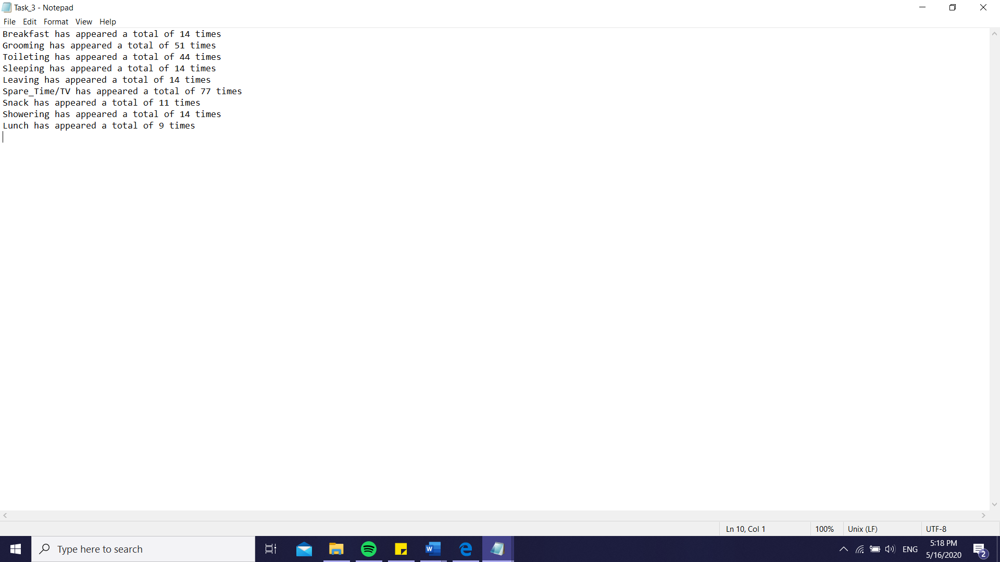 Task_3 - Notepad
File Edit Format View Help
Breakfast has appeared a total of 14 times
Grooming has appeared a total of 51 times
Toileting has appeared a total of 44 times
Sleeping has appeared a total of 14 times
Leaving has appeared a total of 14 times
Spare_Time/TV has appeared a total of 77 times
Snack has appeared a total of 11 times
Showering has appeared a total of 14 times
Lunch has appeared a total of 9 times
Ln 10, Col 1 100% Unix (LF) UTF-8
Type here to search
W
ENG
5:18 PM
5/16/2020
2